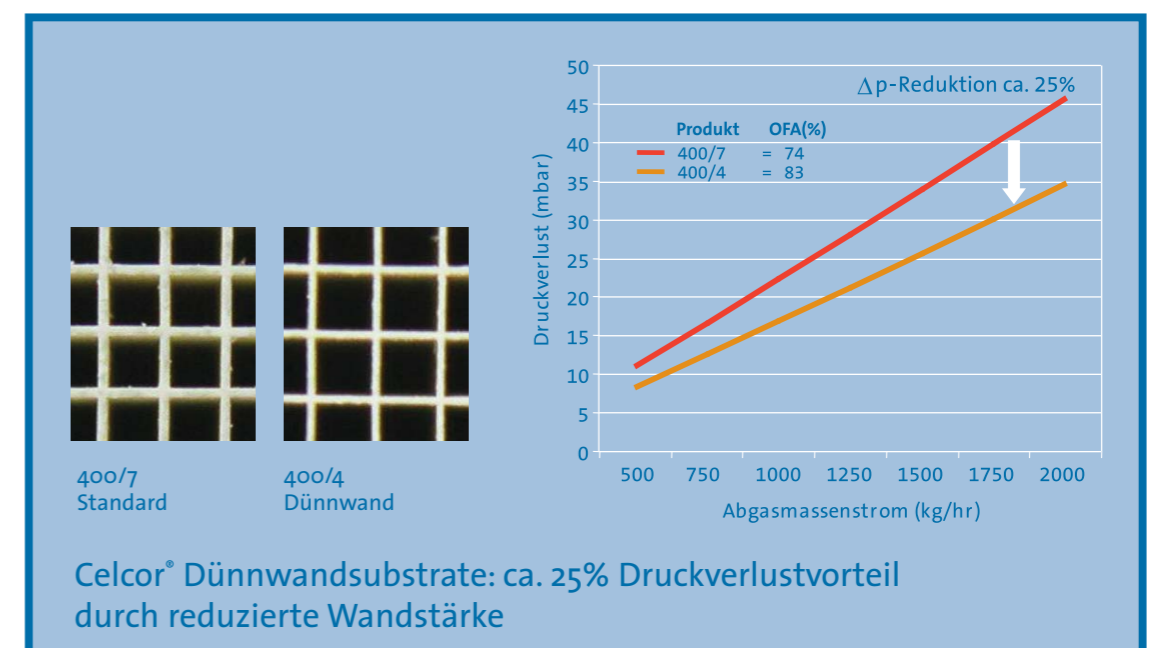 50
Δp-Reduktion ca. 25%
45
Produkt OFA(%)
40
400/7 = 74
400/4 = 83
35
30
25
20
15
10
5
0
Druckverlust (mbar)
500 750 1000 1250 1500 1750 2000
Abgasmassenstrom (kg/hr)
400/7
Standard
400/4
Dünnwand
Celcor® Dünnwandsubstrate: ca. 25% Druckverlustvorteil
durch reduzierte Wandstärke